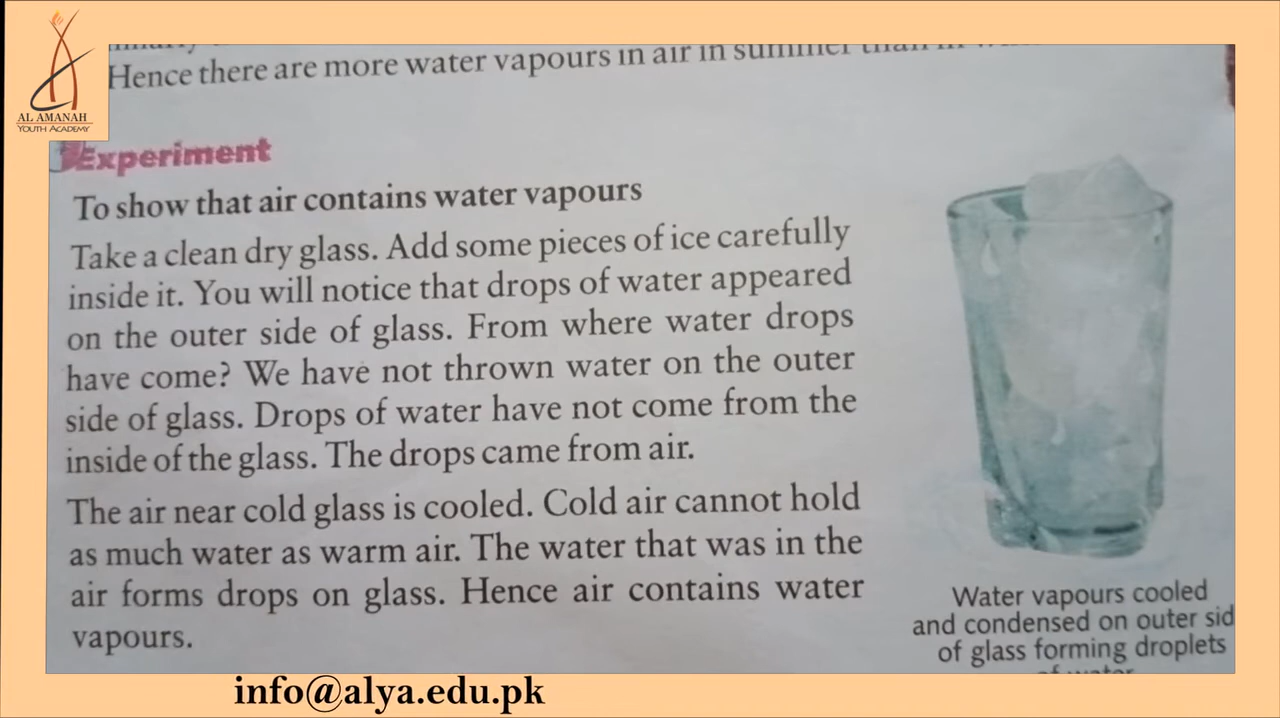 AL AMANAH
YOUTH ACADEMY
Hence there are more water vapours in air in summer than in
Experiment
To show that air contains water vapours
Take a clean dry glass. Add some pieces of ice carefully
inside it. You will notice that drops of water appeared
on the outer side of glass. From where water drops
have come? We have not thrown water on the outer
side of glass. Drops of water have not come from the
inside of the glass. The drops came from air.
The air near cold glass is cooled. Cold air cannot hold
as much water as warm air. The water that was in the
air forms drops on glass. Hence air contains water
vapours.
Water vapours cooled
and condensed on outer sid
of glass forming droplets
of water
info@alya.edu.pk